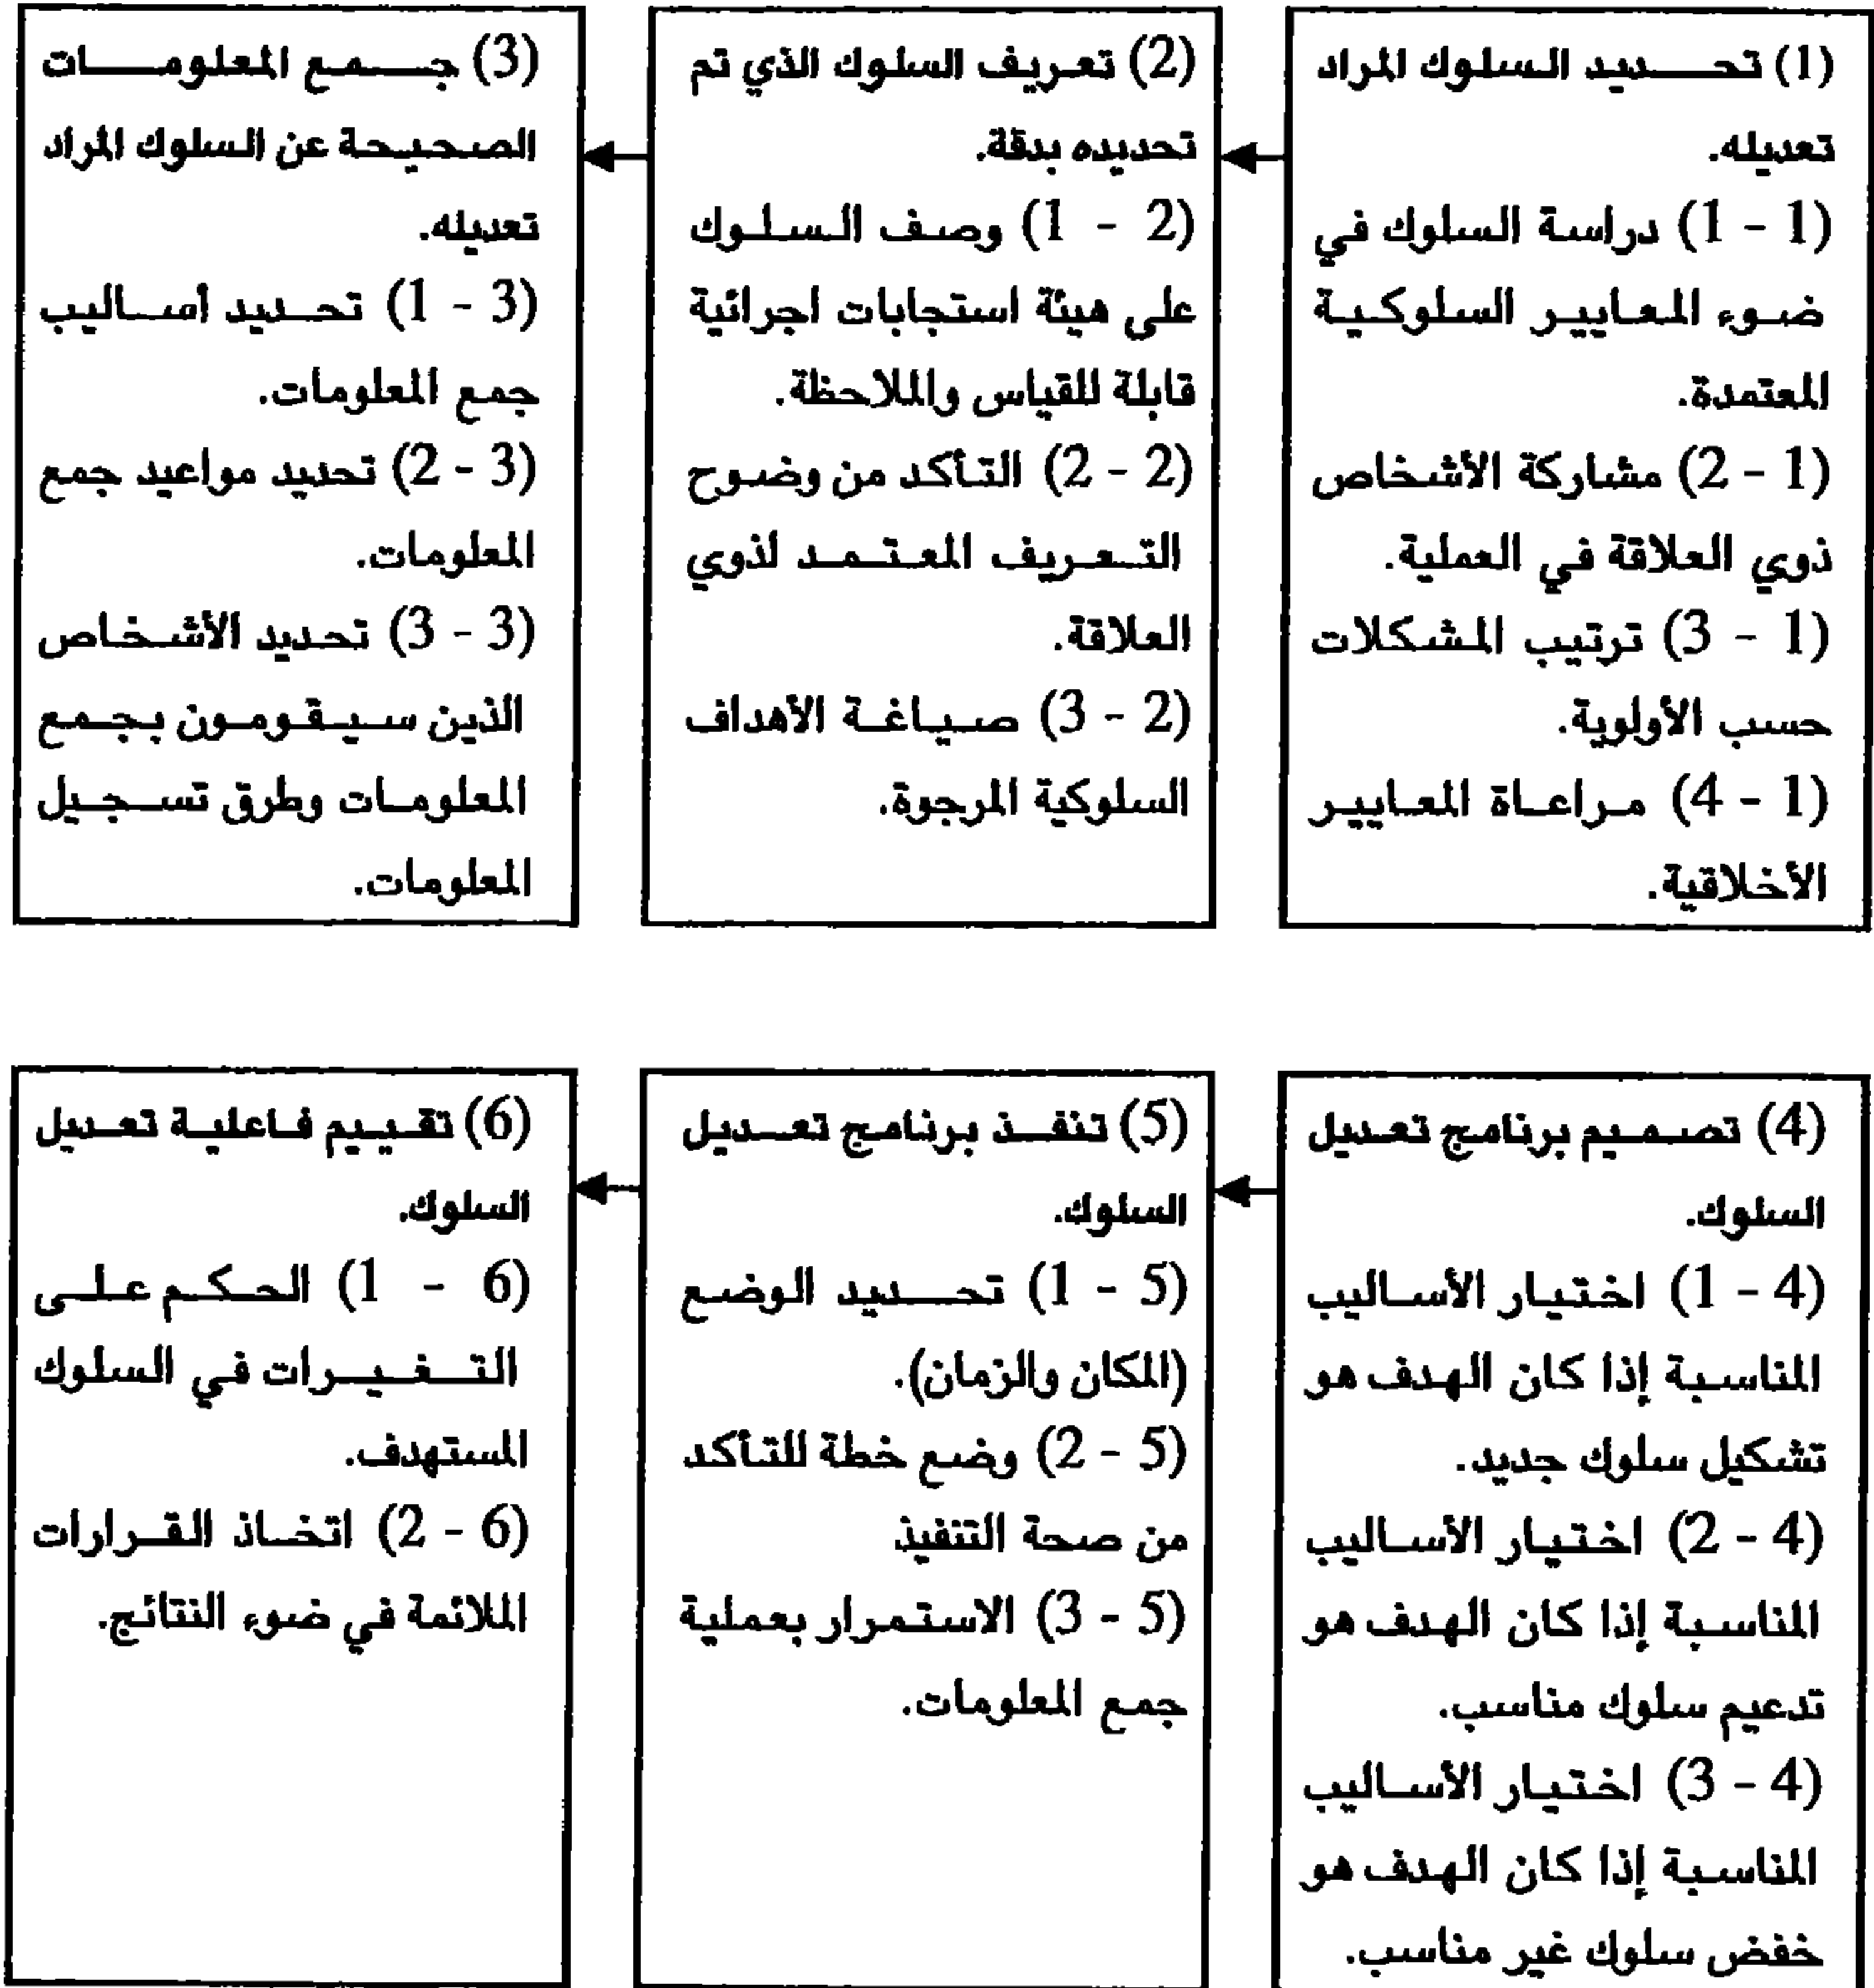 (1) تحديد السلوك المراد
تعديله.
(1 - 1) دراسة السلوك في
ضوء المعايير السلوكية
المعتمدة.
(1 - 2) مشاركة الأشخاص
ذوي العلاقة في العملية.
(1 - 3) ترتيب المشكلات
حسب الأولوية.
(1 - 4) مراعاة المعايير
الأخلاقية.
(2) تعريف السلوك الذي تم
تحديده بدقة.
(2 - 1) وصف السلوك
على هيئة استجابات اجرائية
قابلة للقياس والملاحظة.
(2 - 2) التأكد من وضوح
التعريف المعتمد لذوي
العلاقة.
(2 - 3) صياغة الأهداف
السلوكية المرجوة.
(3) جمع المعلومات
الصحيحة عن السلوك المراد
تعديله.
(3 - 1) تحديد أساليب
جمع المعلومات.
(3 - 2) تحديد مواعيد جمع
المعلومات.
(3 - 3) تحديد الأشخاص
الذين سيقومون بجمع
المعلومات وطرق تسجيل
المعلومات.
(4) تصميم برنامج تعديل
السلوك.
(4 - 1) اختيار الأساليب
المناسبة إذا كان الهدف هو
تشكيل سلوك جديد.
(4 - 2) اختيار الأساليب
المناسبة إذا كان الهدف هو
تدعيم سلوك مناسب.
(4 - 3) اختيار الأساليب
المناسبة إذا كان الهدف هو
خفض سلوك غير مناسب.
(5) تنفذ برنامج تعديل
السلوك.
(5 - 1) تحديد الوضع
(المكان والزمان).
(5 - 2) وضع خطة للتأكد
من صحة التنفيذ
(5 - 3) الاستمرار بعملية
جمع المعلومات.
(6) تقييم فاعلية تعديل
السلوك.
(6 - 1) الحكم على
التغيرات في السلوك
المستهدف.
(6 - 2) اتخاذ القرارات
الملائمة في ضوء النتائج.